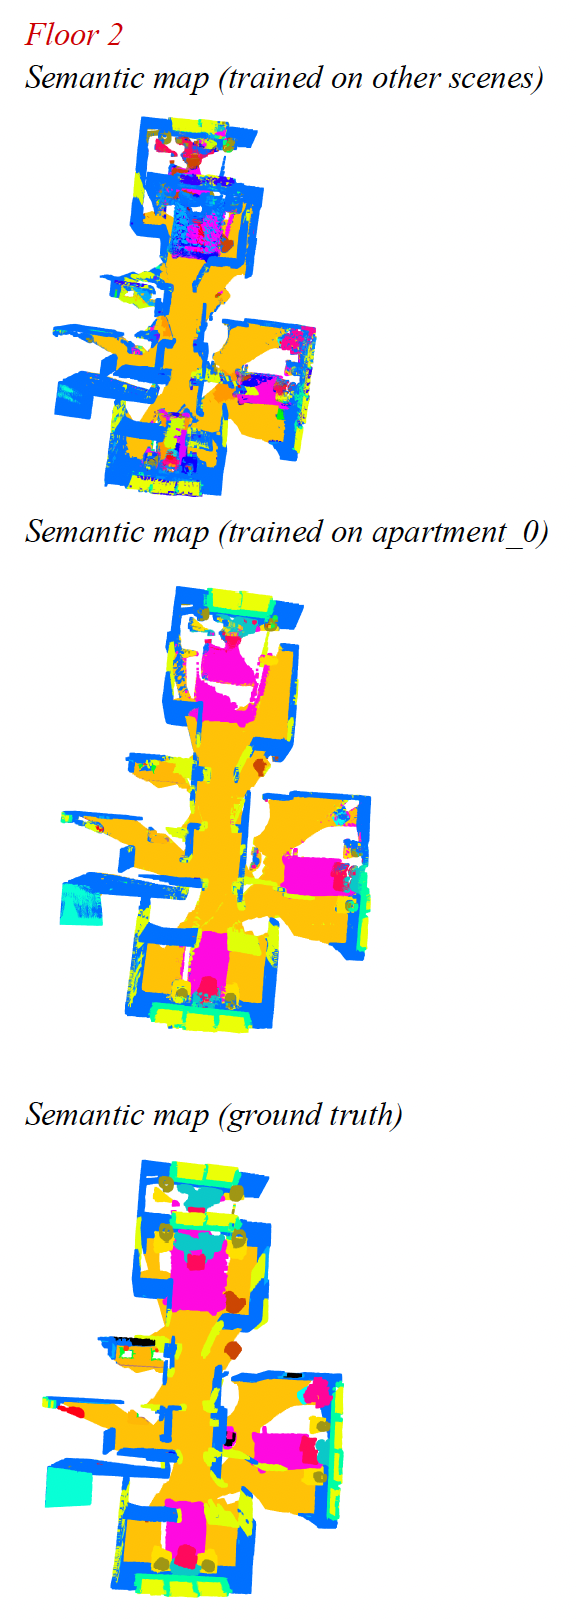 Floor 2
Semantic map (trained on other scenes)
Semantic map (trained on apartment_0)
Semantic map (ground truth)